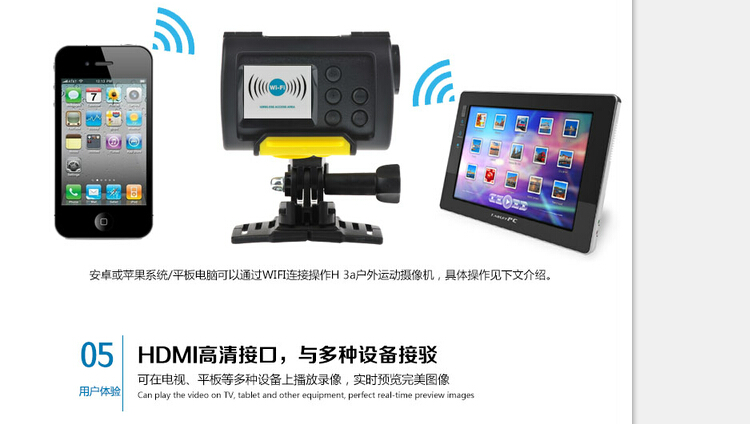 Wi-Fi
安卓或苹果系统/平板电脑可以通过WIFI连接操作H 3a户外运动摄像机，具体操作见下文介绍。
05
用户体验
HDMI高清接口，与多种设备接驳
可在电视、平板等多种设备上播放录像，实时预览完美图像
Can play the video on TV, tablet and other equipment, perfect real-time preview images